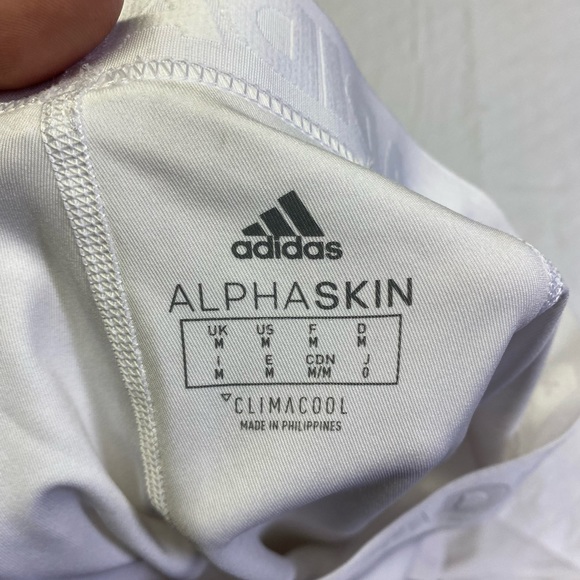 adidas
ALPHASKIN
UK US F D
M M M M
I E CDN J
M M M/M O
CLIMACOOL
MADE IN PHILIPPINES